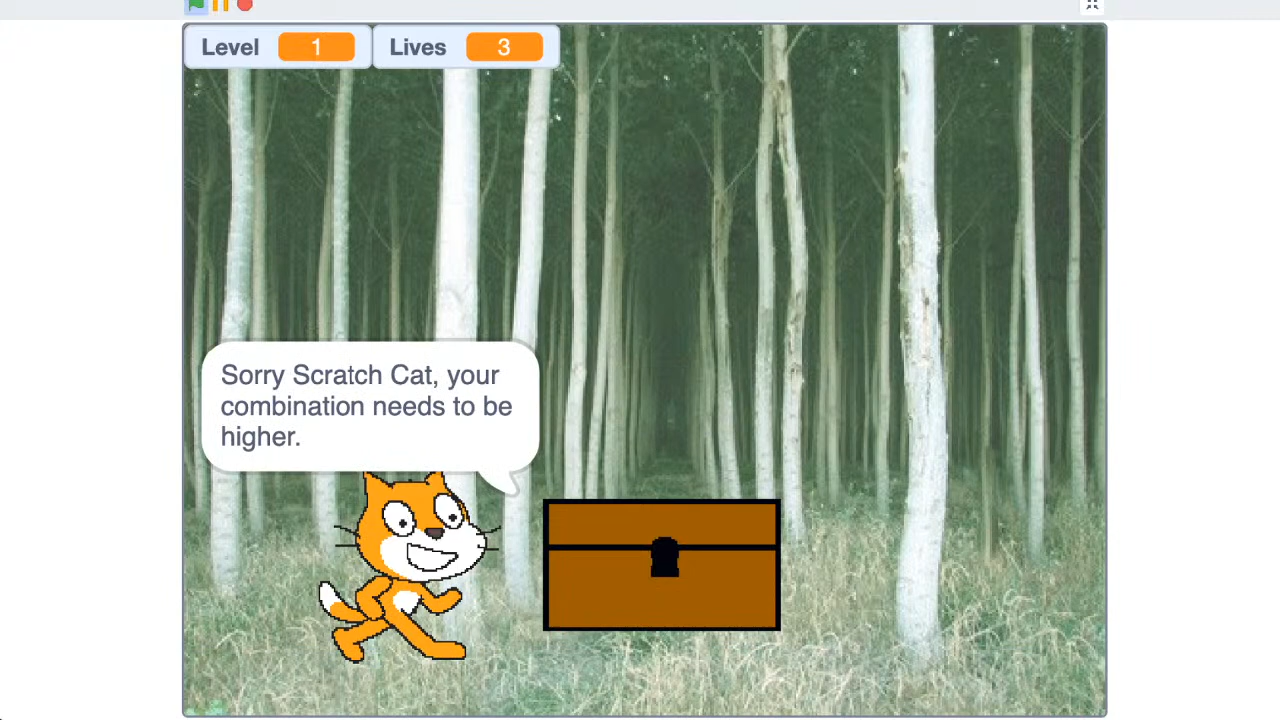 Level 1 Lives 3
Sorry Scratch Cat, your
combination needs to be
higher.